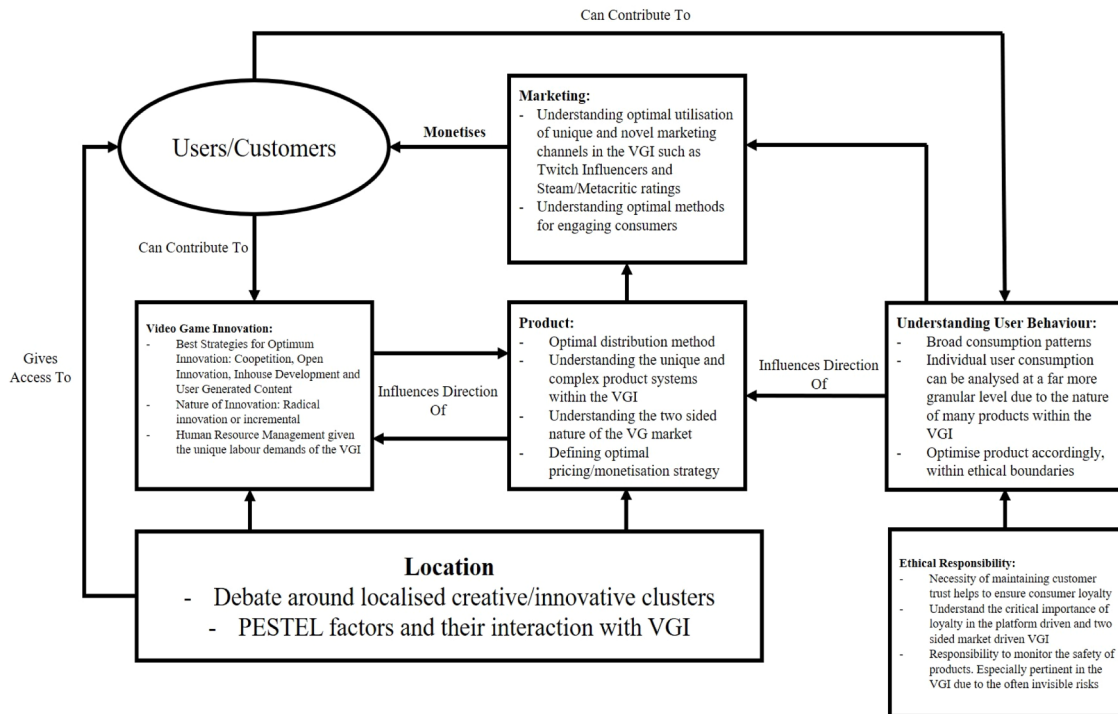 Can Contribute To
Users/Customers
Monetises
Marketing:
- Understanding optimal utilisation
of unique and novel marketing
channels in the VGI such as
Twitch Influencers and
Steam/Metacritic ratings
- Understanding optimal methods
for engaging consumers
Can Contribute To
Gives
Access To
Video Game Innovation:
- Best Strategies for Optimum
Innovation: Coopetition, Open
Innovation, Inhouse Development and
User Generated Content
- Nature of Innovation: Radical
innovation or incremental
- Human Resource Management given
the unique labour demands of the VGI
Influences Direction
Of
Product:
- Optimal distribution method
- Understanding the unique and
complex product systems
within the VGI
- Understanding the two sided
nature of the VG market
- Defining optimal
pricing/monetisation strategy
Influences Direction
Of
Understanding User Behaviour:
- Broad consumption patterns
- Individual user consumption
can be analysed at a far more
granular level due to the nature
of many products within the
VGI
- Optimise product accordingly,
within ethical boundaries
Location
- Debate around localised creative/innovative clusters
- PESTEL factors and their interaction with VGI
Ethical Responsibility:
- Necessity of maintaining customer
trust helps to ensure consumer loyalty
- Understand the critical importance of
loyalty in the platform driven and two
sided market driven VGI
- Responsibility to monitor the safety of
products. Especially pertinent in the
VGI due to the often invisible risks